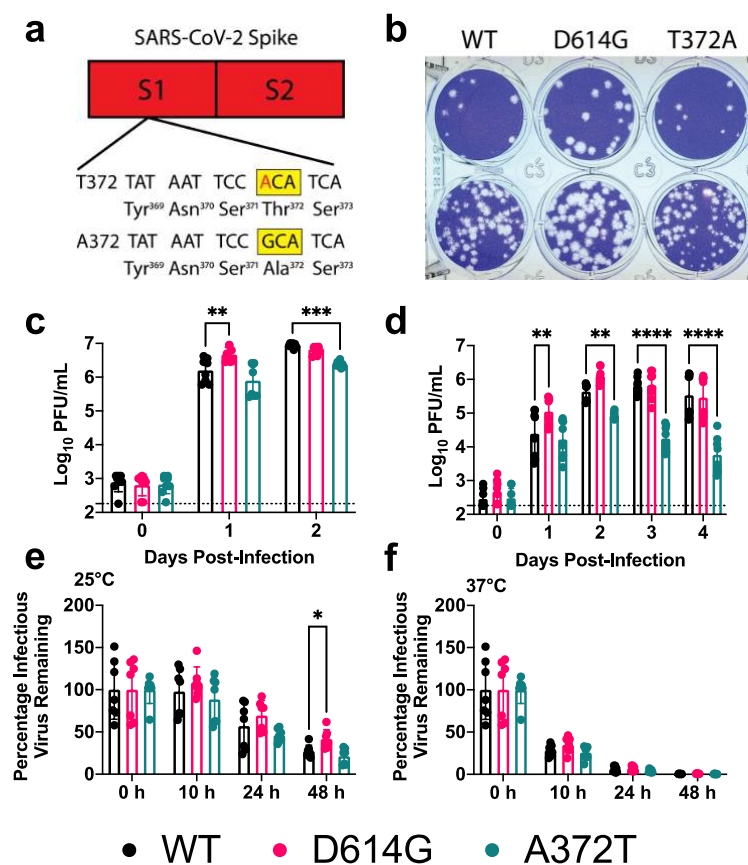 a
SARS-CoV-2 Spike
S1 S2
T372 TAT AAT TCC ACA TCA
Tyr³⁶⁹ Asn³⁷⁰ Ser³⁷¹ Thr³⁷² Ser³⁷³
A372 TAT AAT TCC GCA TCA
Tyr³⁶⁹ Asn³⁷⁰ Ser³⁷¹ Ala³⁷² Ser³⁷³
b
WT D614G T372A
c
** ***
Log₁₀ PFU/mL
7
6
5
4
3
2
0 1 2
Days Post-Infection
d
** ** **** ****
Log₁₀ PFU/mL
7
6
5
4
3
2
0 1 2 3 4
Days Post-Infection
e
25°C
Percentage Infectious
Virus Remaining
200
150
100
50
0
*
0 h 10 h 24 h 48 h
f
37°C
Percentage Infectious
Virus Remaining
200
150
100
50
0
0 h 10 h 24 h 48 h
WT D614G A372T